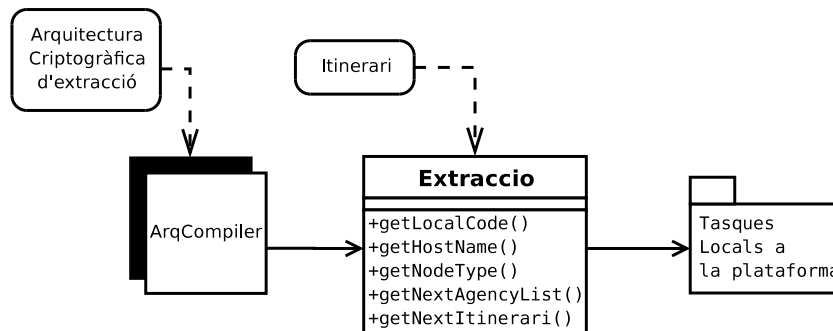 Arquitectura
Criptogràfica
d'extracció
Itinerari
ArqCompiler
Extraccio
+getLocalCode()
+getHostName()
+getNodeType()
+getNextAgencyList()
+getNextItinerari()
Tasques
Locals a
la plataforma